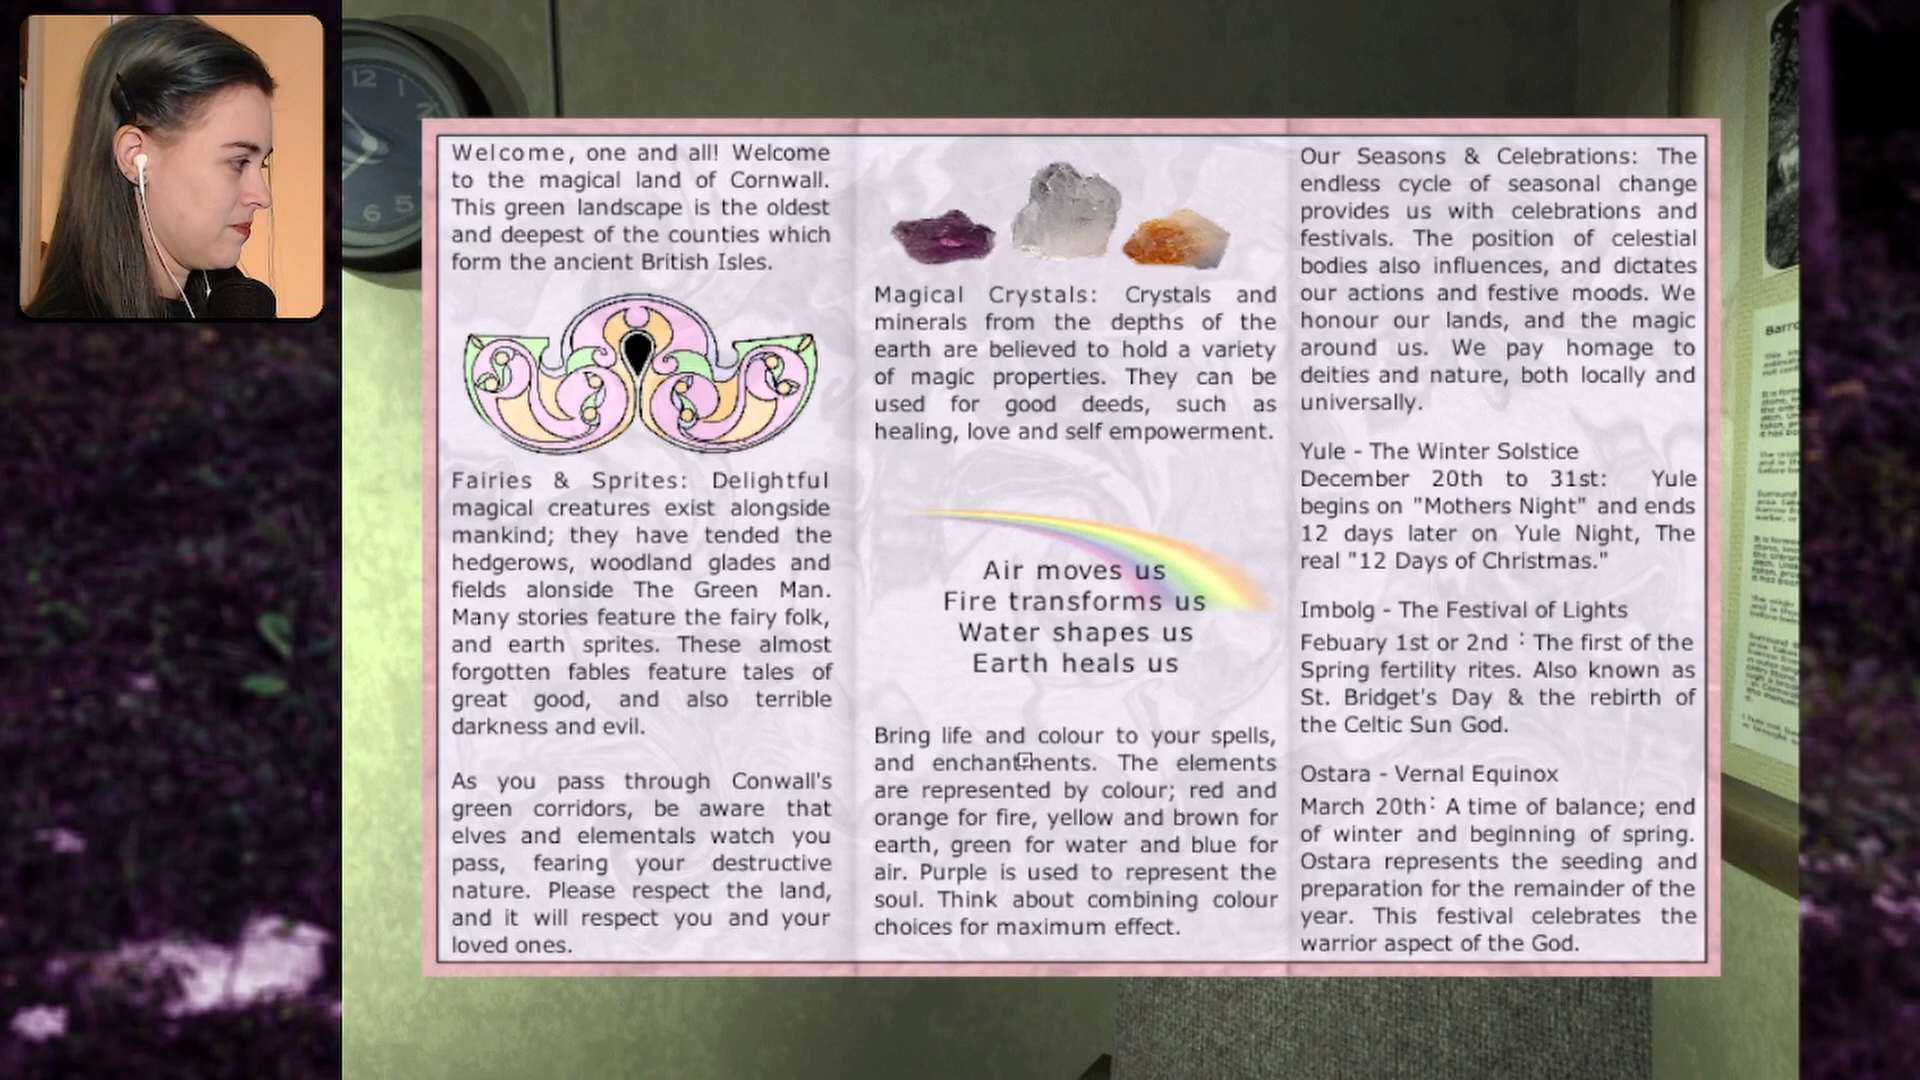 12
1
2
5
6
Welcome, one and all! Welcome
to the magical land of Cornwall.
This green landscape is the oldest
and deepest of the counties which
form the ancient British Isles.
Fairies & Sprites: Delightful
magical creatures exist alongside
mankind; they have tended the
hedgerows, woodland glades and
fields alonside The Green Man.
Many stories feature the fairy folk,
and earth sprites. These almost
forgotten fables feature tales of
great good, and also terrible
darkness and evil.
As you pass through Conwall's
green corridors, be aware that
elves and elementals watch you
pass, fearing your destructive
nature. Please respect the land,
and it will respect you and your
loved ones.
Magical Crystals: Crystals and
minerals from the depths of the
earth are believed to hold a variety
of magic properties. They can be
used for good deeds, such as
healing, love and self empowerment.
Air moves us
Fire transforms us
Water shapes us
Earth heals us
Bring life and colour to your spells,
and enchantments. The elements
are represented by colour; red and
orange for fire, yellow and brown for
earth, green for water and blue for
air. Purple is used to represent the
soul. Think about combining colour
choices for maximum effect.
Our Seasons & Celebrations: The
endless cycle of seasonal change
provides us with celebrations and
festivals. The position of celestial
bodies also influences, and dictates
our actions and festive moods. We
honour our lands, and the magic
around us. We pay homage to
deities and nature, both locally and
universally.
Yule - The Winter Solstice
December 20th to 31st: Yule
begins on "Mothers Night" and ends
12 days later on Yule Night, The
real "12 Days of Christmas."
Imbolg - The Festival of Lights
Febuary 1st or 2nd : The first of the
Spring fertility rites. Also known as
St. Bridget's Day & the rebirth of
the Celtic Sun God.
Ostara - Vernal Equinox
March 20th: A time of balance; end
of winter and beginning of spring.
Ostara represents the seeding and
preparation for the remainder of the
year. This festival celebrates the
warrior aspect of the God.